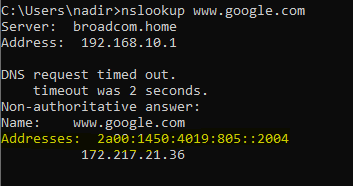 C:\Users\nadir>nslookup www.google.com
Server:  broadcom.home
Address:  192.168.10.1

DNS request timed out.
    timeout was 2 seconds.
Non-authoritative answer:
Name:    www.google.com
Addresses:  2a00:1450:4019:805::2004
          172.217.21.36